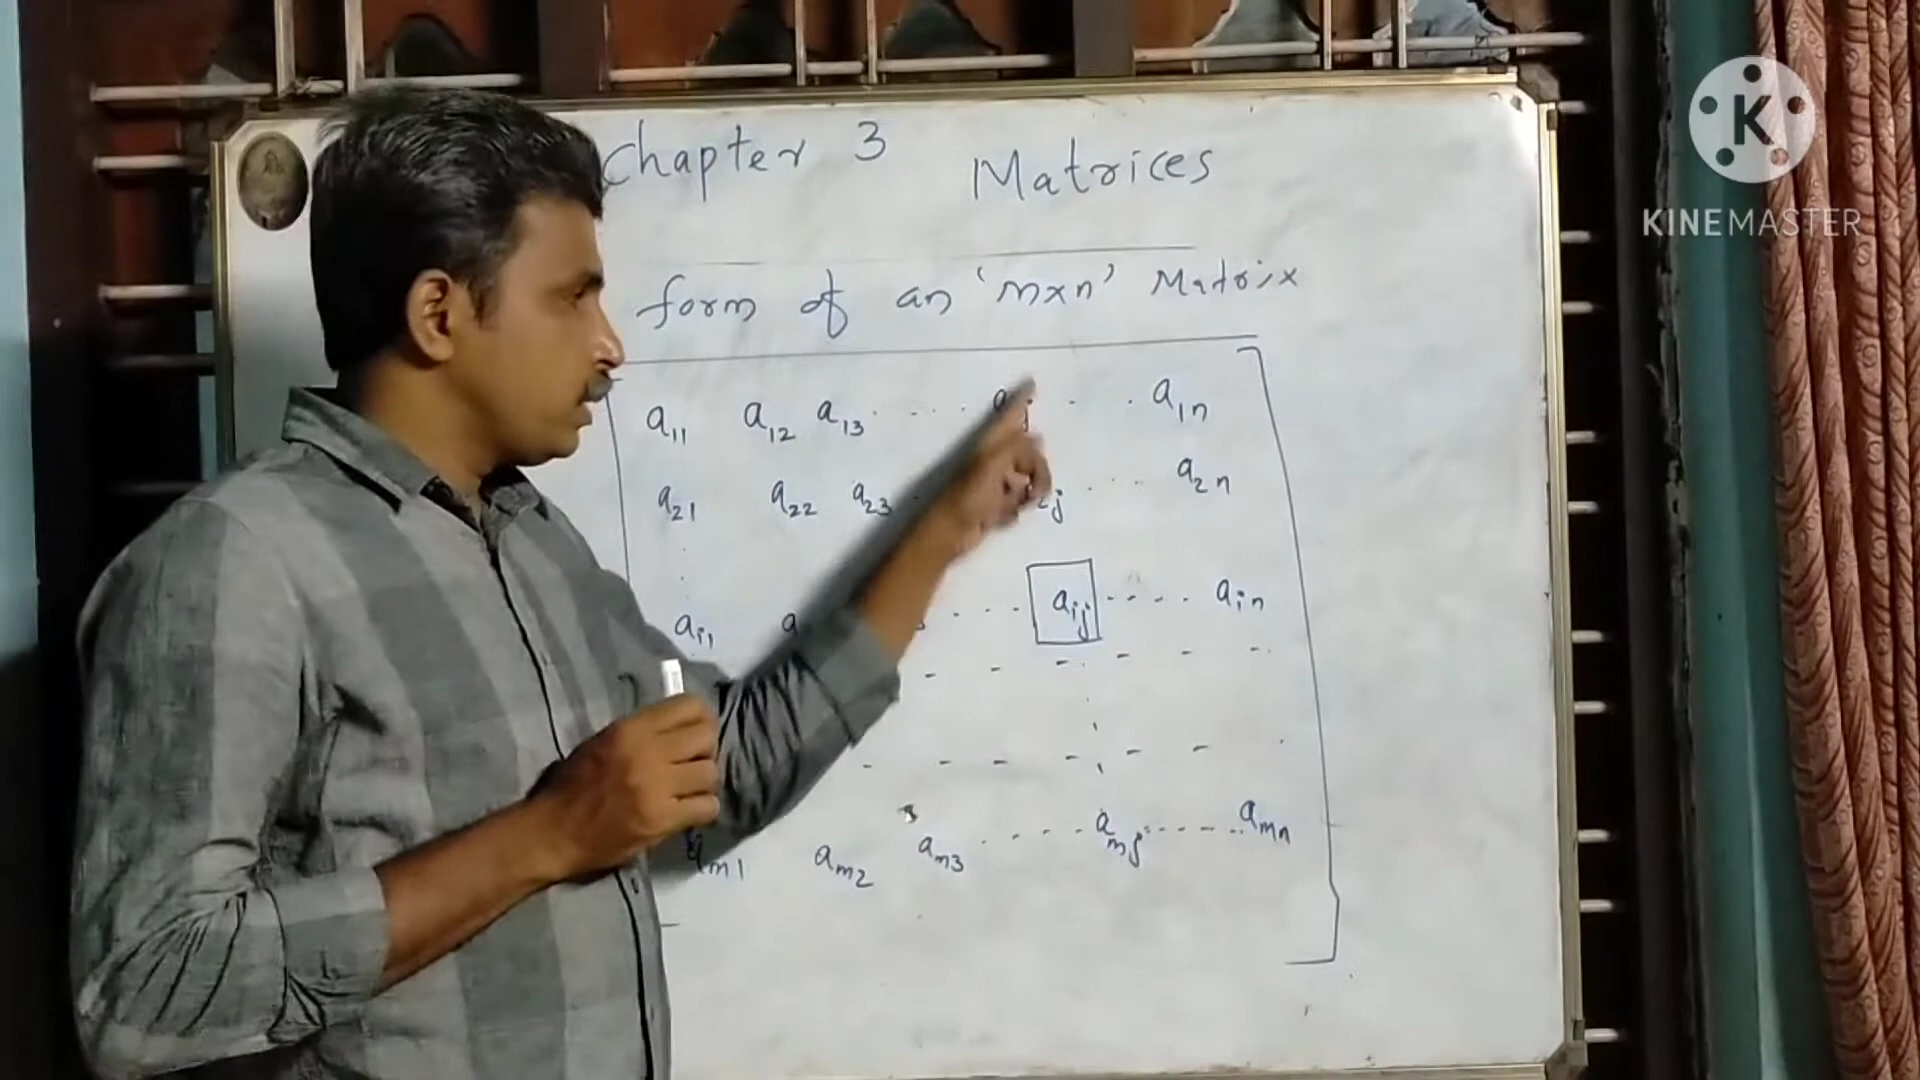 Chapter 3 Matrices
K
KINEMASTER
form of an 'm×n' Matrix
a11 a12 a13 . . . . . . a1n
a21 a22 a23 . 2j . . . a2n
ai1 a . . . aij . . . . ain
am1 am2 am3 . . . . amj . . . . amn